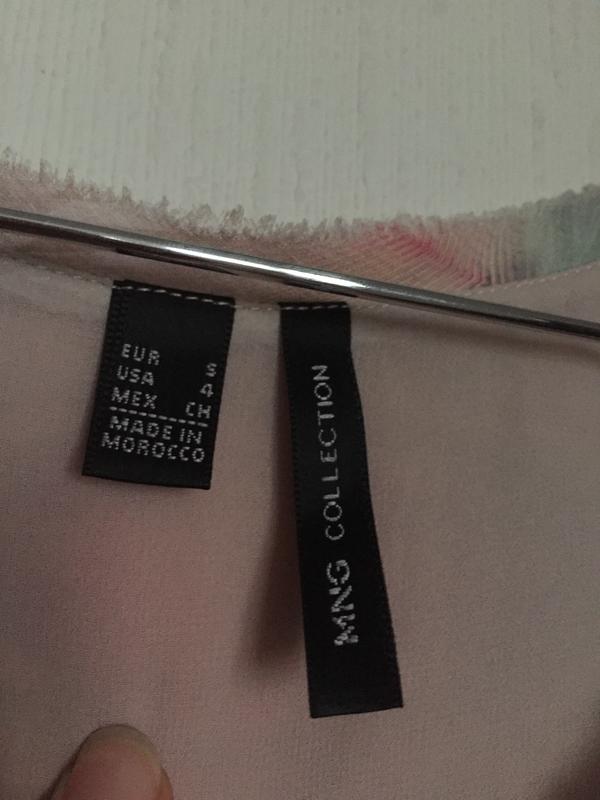 EUR S
USA 4
MEX CH
MADE IN
MOROCCO
MNG COLLECTION